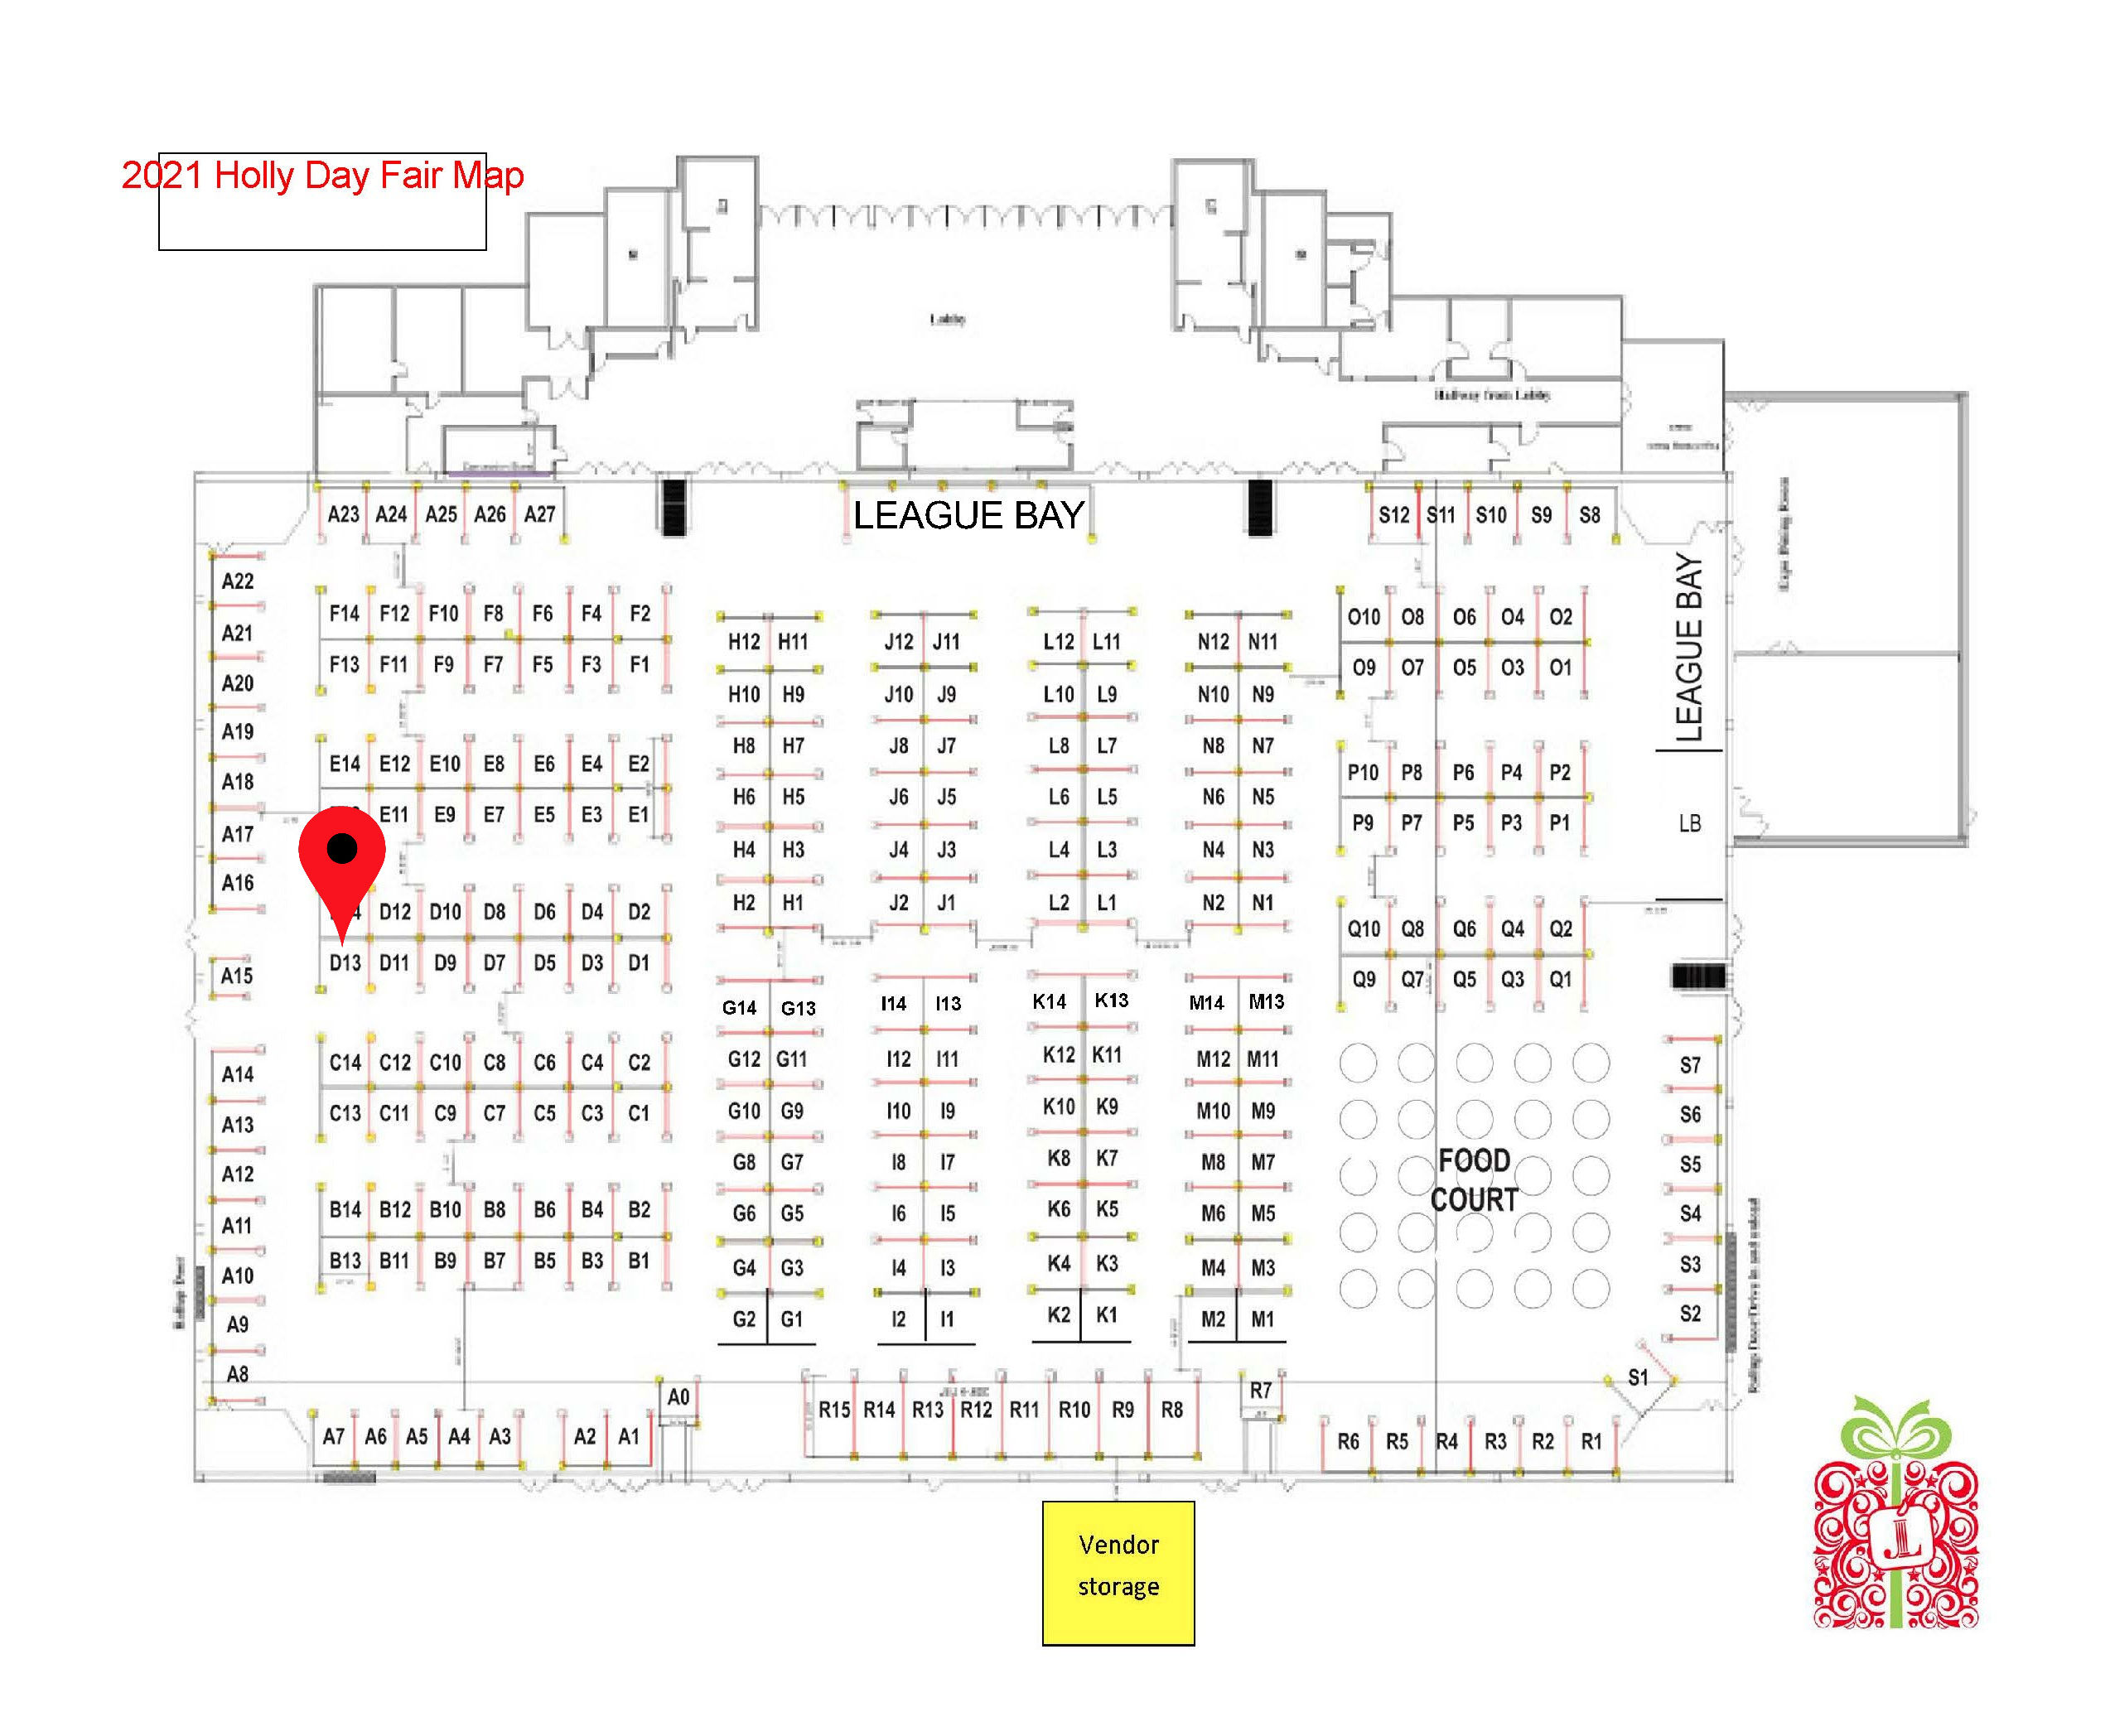 2021 Holly Day Fair Map
Lobby
Hallway from Lobby
LEAGUE BAY
A23 A24 A25 A26 A27
S12 S11 S10 S9 S8
A22
A21
A20
A19
A18
A17
A16
A15
A14
A13
A12
A11
A10
A9
A8
F14 F12 F10 F8 F6 F4 F2
F13 F11 F9 F7 F5 F3 F1
E14 E12 E10 E8 E6 E4 E2
E11 E9 E7 E5 E3 E1
D12 D10 D8 D6 D4 D2
D13 D11 D9 D7 D5 D3 D1
C14 C12 C10 C8 C6 C4 C2
C13 C11 C9 C7 C5 C3 C1
B14 B12 B10 B8 B6 B4 B2
B13 B11 B9 B7 B5 B3 B1
H12 H11 J12 J11 L12 L11 N12 N11
H10 H9 J10 J9 L10 L9 N10 N9
H8 H7 J8 J7 L8 L7 N8 N7
H6 H5 J6 J5 L6 L5 N6 N5
H4 H3 J4 J3 L4 L3 N4 N3
H2 H1 J2 J1 L2 L1 N2 N1
G14 G13 I14 I13 K14 K13 M14 M13
G12 G11 I12 I11 K12 K11 M12 M11
G10 G9 I10 I9 K10 K9 M10 M9
G8 G7 I8 I7 K8 K7 M8 M7
G6 G5 I6 I5 K6 K5 M6 M5
G4 G3 I4 I3 K4 K3 M4 M3
G2 G1 I2 I1 K2 K1 M2 M1
O10 O8 O6 O4 O2
O9 O7 O5 O3 O1
P10 P8 P6 P4 P2
P9 P7 P5 P3 P1
Q10 Q8 Q6 Q4 Q2
Q9 Q7 Q5 Q3 Q1
LEAGUE BAY
LB
FOOD
COURT
S7
S6
S5
S4
S3
S2
S1
A7 A6 A5 A4 A3 A2 A1
A0
R15 R14 R13 R12 R11 R10 R9 R8
R7
R6 R5 R4 R3 R2 R1
Vendor
storage
JL